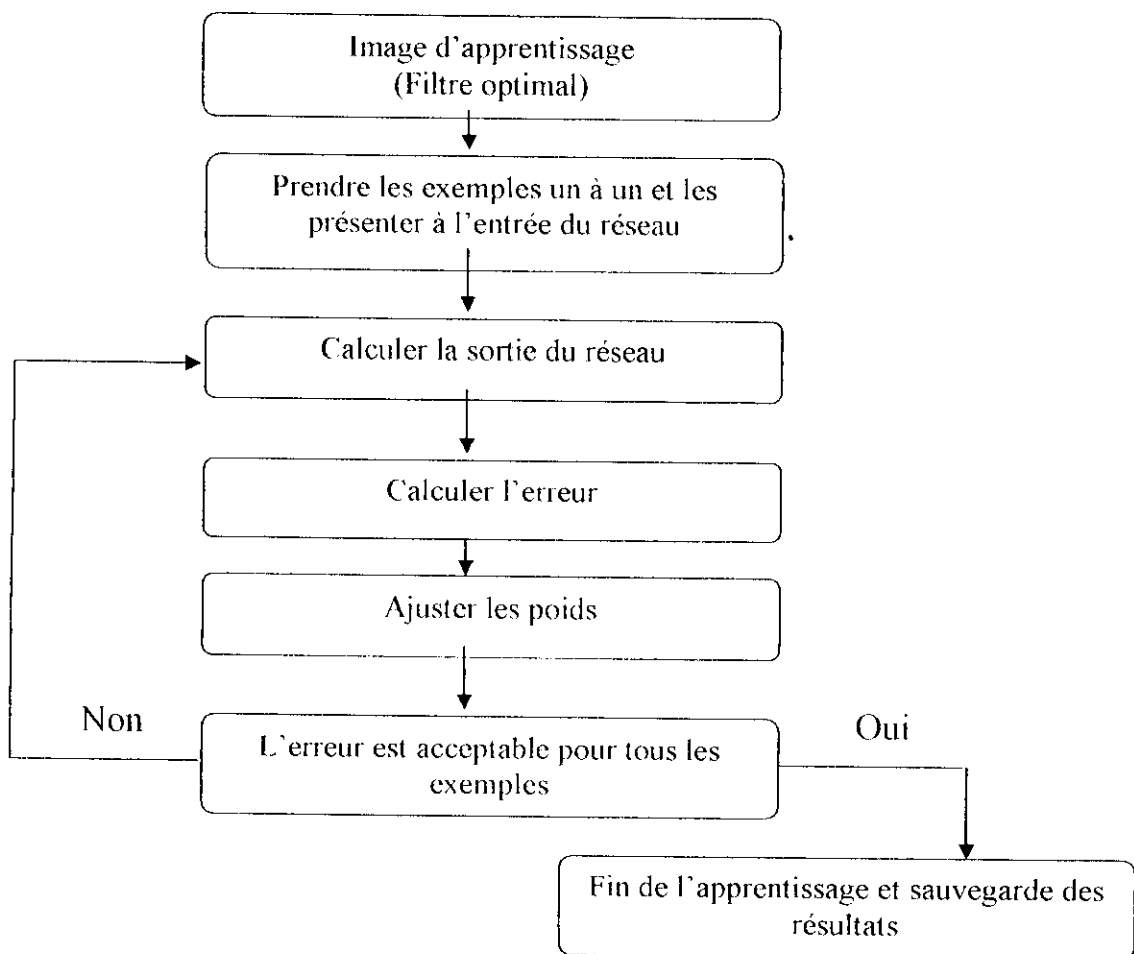 Image d'apprentissage
(Filtre optimal)
Prendre les exemples un à un et les
présenter à l'entrée du réseau
Calculer la sortie du réseau
Calculer l'erreur
Ajuster les poids
Non
L'erreur est acceptable pour tous les
exemples
Oui
Fin de l'apprentissage et sauvegarde des
résultats